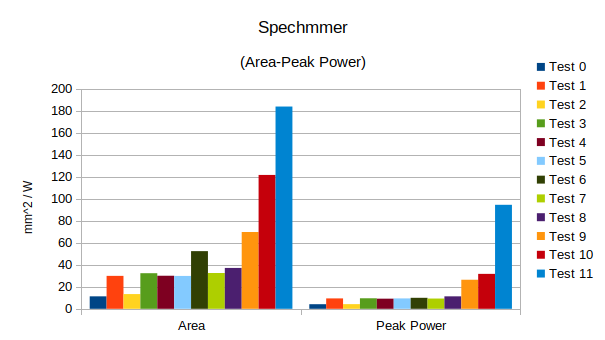 Spechmmer
(Area-Peak Power)
mm^2 / W
200
180
160
140
120
100
80
60
40
20
0
Area
Peak Power
Test 0
Test 1
Test 2
Test 3
Test 4
Test 5
Test 6
Test 7
Test 8
Test 9
Test 10
Test 11